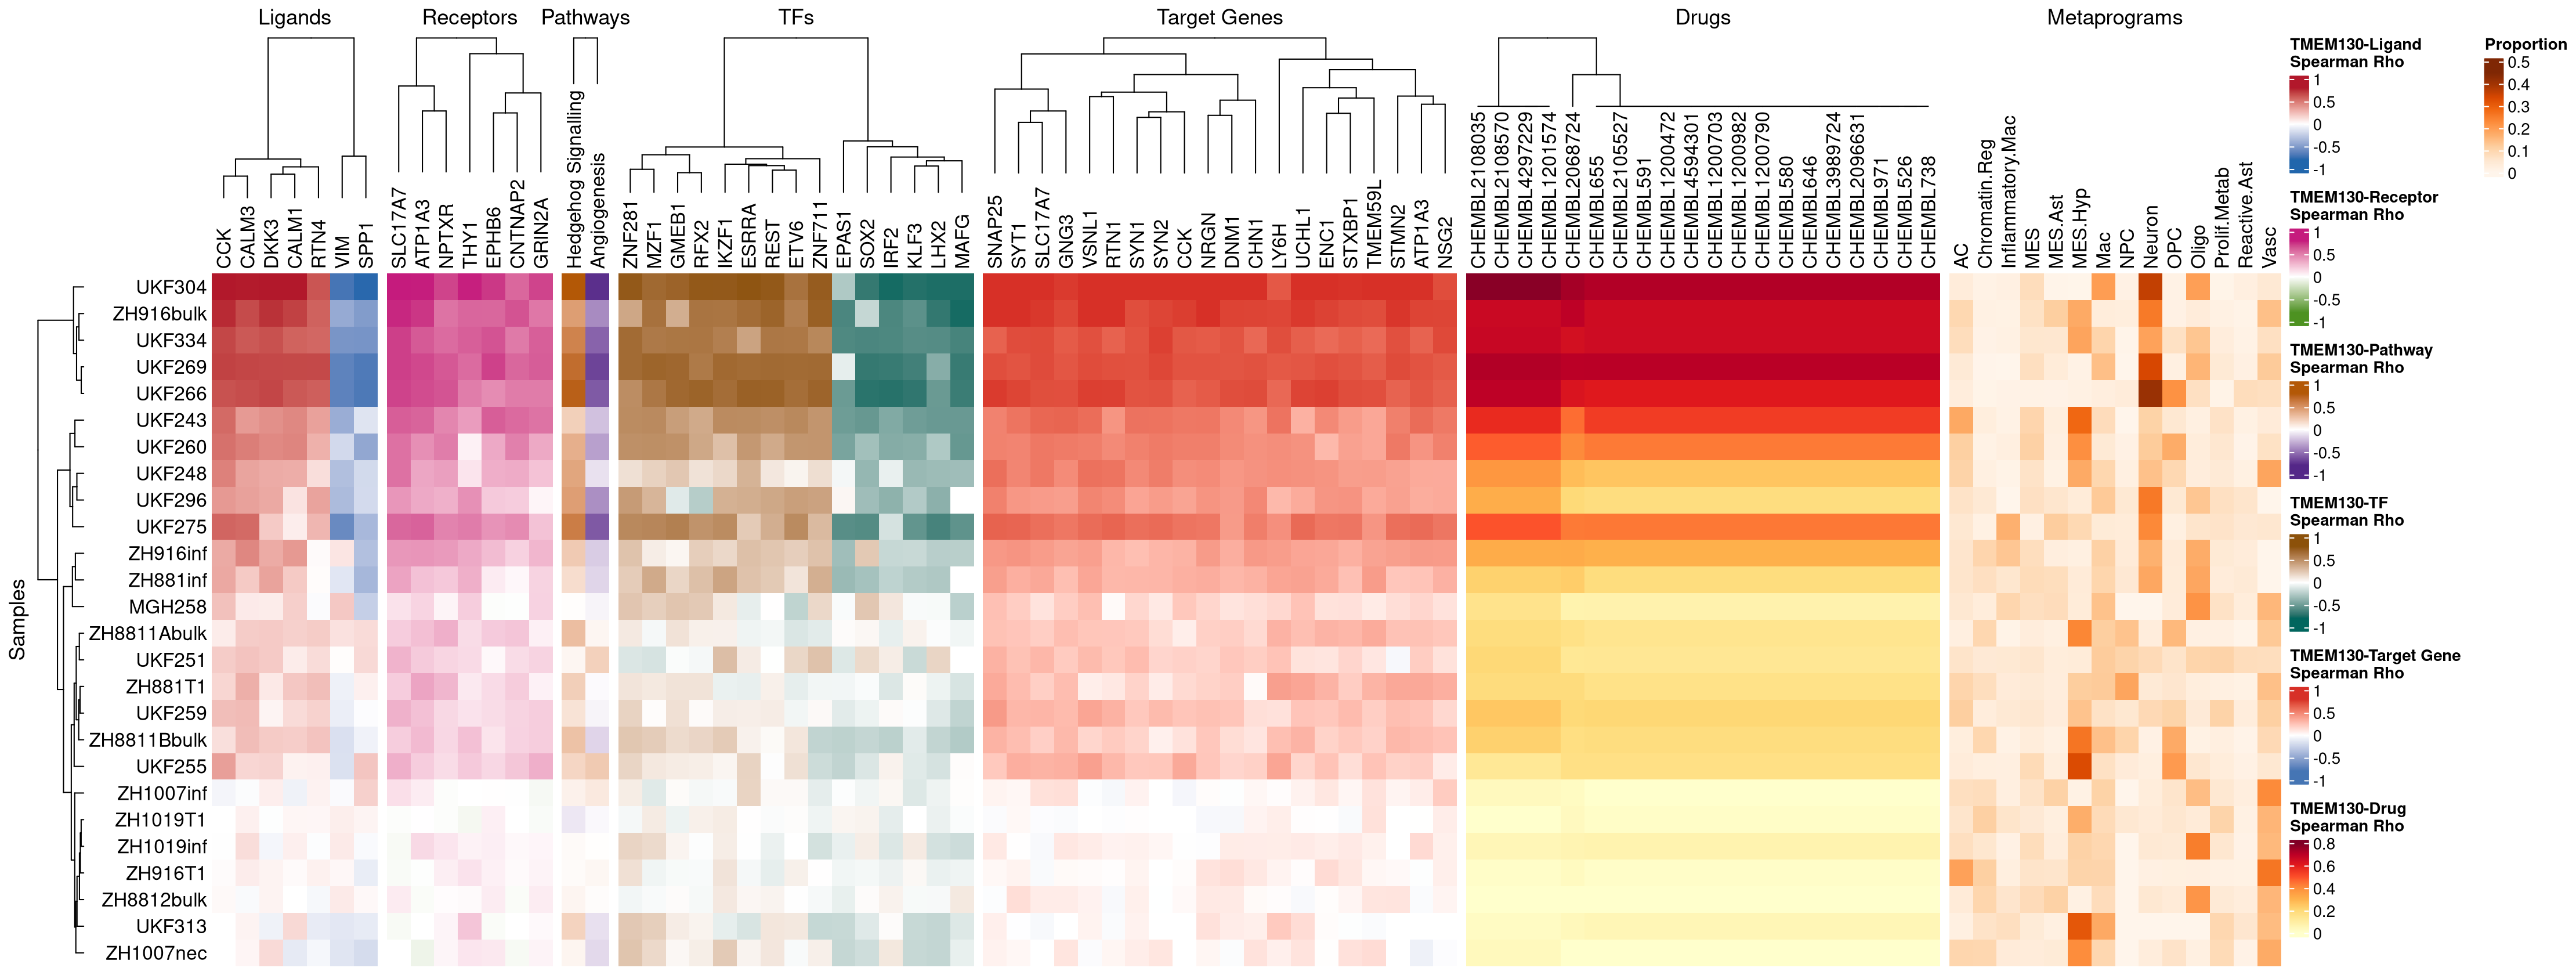 Ligands Receptors Pathways TFs Target Genes Drugs Metaprograms
CCK CALM3 DKK3 CALM1 RTN4 VIM SPP1
SLC17A7 ATP1A3 NPTXR THY1 EPHB6 CNTNAP2 GRIN2A
Hedgehog Signalling Angiogenesis
ZNF281 MZF1 GMEB1 RFX2 IKZF1 ESRRA REST ETV6 ZNF711 EPAS1 SOX2 IRF2 KLF3 LHX2 MAFG
SNAP25 SYT1 SLC17A7 GNG3 VSNL1 RTN1 SYN1 SYN2 CCK NRGN DNM1 CHN1 LY6H UCHL1 ENC1 STXBP1 TMEM59L STMN2 ATP1A3 NSG2
CHEMBL2108035 CHEMBL2108570 CHEMBL4297229 CHEMBL1201574 CHEMBL2068724 CHEMBL655 CHEMBL2105527 CHEMBL591 CHEMBL1200472 CHEMBL4594301 CHEMBL1200703 CHEMBL1200982 CHEMBL1200790 CHEMBL580 CHEMBL646 CHEMBL3989724 CHEMBL2096631 CHEMBL971 CHEMBL526 CHEMBL738
AC Chromatin.Reg Inflammatory.Mac MES MES.Ast MES.Hyp Mac NPC Neuron OPC Oligo Prolif.Metab Reactive.Ast Vasc
Samples
UKF304
ZH916bulk
UKF334
UKF269
UKF266
UKF243
UKF260
UKF248
UKF296
UKF275
ZH916inf
ZH881inf
MGH258
ZH8811Abulk
UKF251
ZH881T1
UKF259
ZH8811Bbulk
UKF255
ZH1007inf
ZH1019T1
ZH1019inf
ZH916T1
ZH8812bulk
UKF313
ZH1007nec
TMEM130-Ligand
Spearman Rho
1
0.5
0
-0.5
-1
TMEM130-Receptor
Spearman Rho
1
0.5
0
-0.5
-1
TMEM130-Pathway
Spearman Rho
1
0.5
0
-0.5
-1
TMEM130-TF
Spearman Rho
1
0.5
0
-0.5
-1
TMEM130-Target Gene
Spearman Rho
1
0.5
0
-0.5
-1
TMEM130-Drug
Spearman Rho
0.8
0.6
0.4
0.2
0
Proportion
0.5
0.4
0.3
0.2
0.1
0